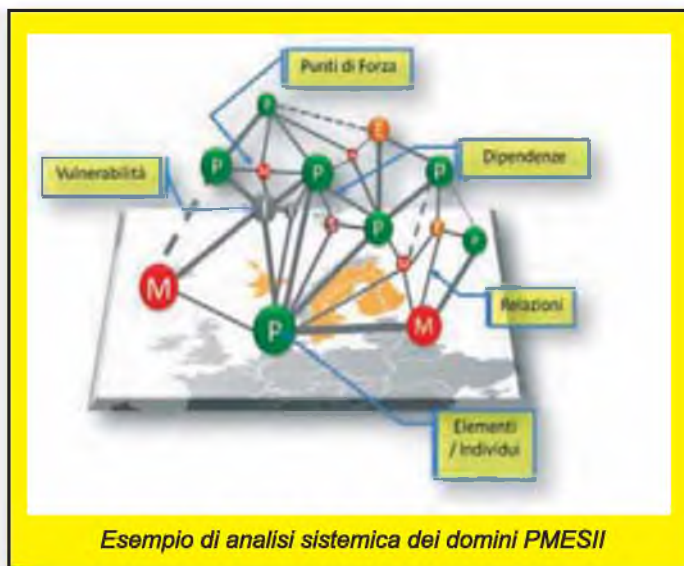 Punti di Forza
P
E
Vulnerabilità
P
M
P
P
Dipendenze
P
E
P
M
M
P
M
Relazioni
Elementi
/ Individui
Esempio di analisi sistemica dei domini PMESII